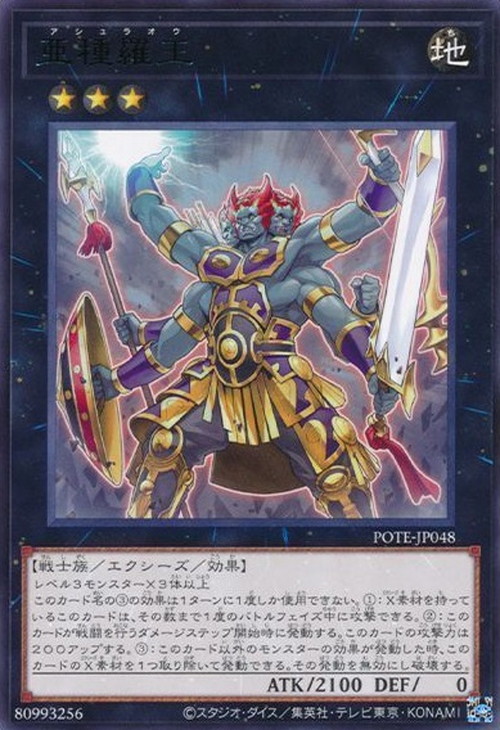 アシュラオウ
亜種羅王
地
POTE-JP048
【戦士族／エクシーズ／効果】
レベル３モンスター×３体以上
このカード名の③の効果は１ターンに１度しか使用できない。①：Ｘ素材を持って
いるこのカードは、その数まで１度のバトルフェイズ中に攻撃できる。②：この
カードが戦闘を行うダメージステップ開始時に発動する。このカードの攻撃力は
２００アップする。③：このカード以外のモンスターの効果が発動した時、この
カードのＸ素材を１つ取り除いて発動できる。その発動を無効にし破壊する。
ATK/2100 DEF/ 0
80993256 ©スタジオ・ダイス／集英社・テレビ東京・KONAMI